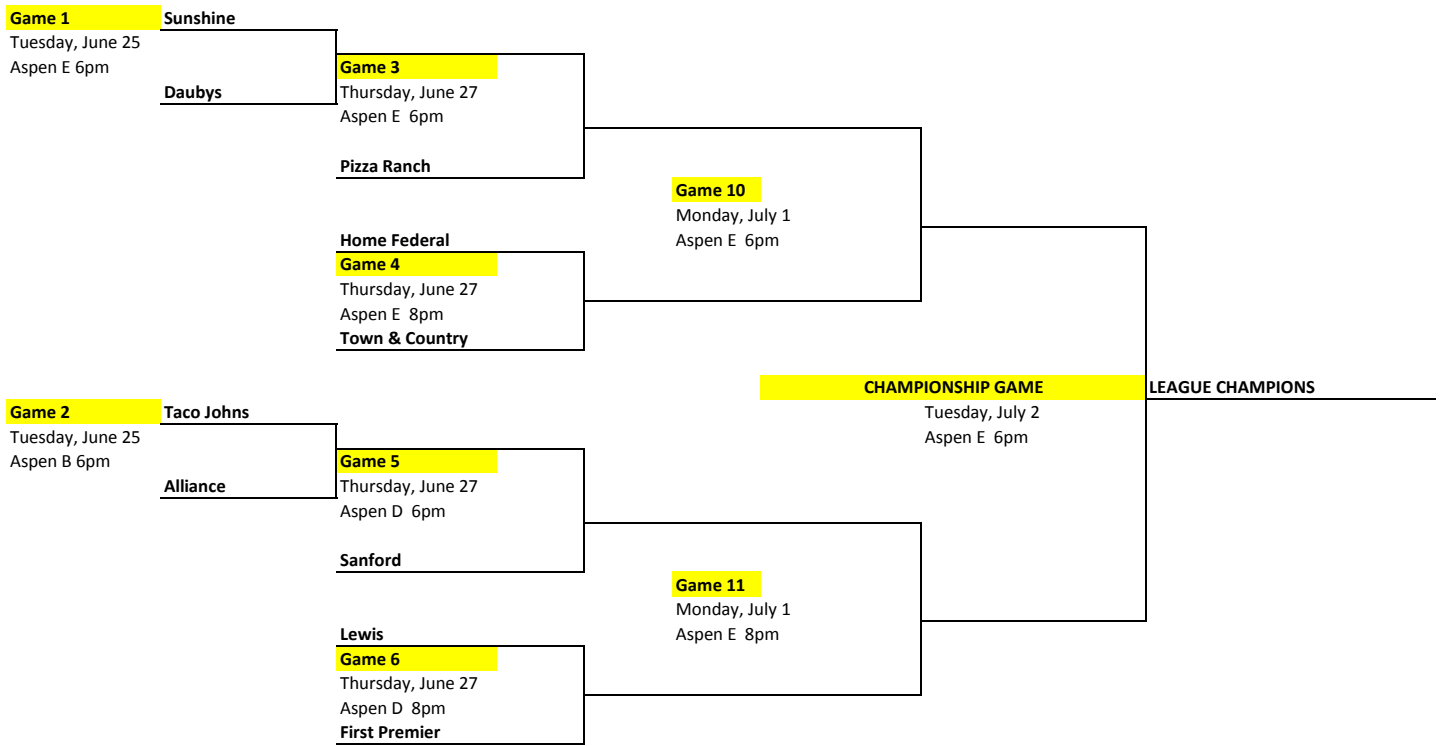 Game 1
Sunshine
Tuesday, June 25
Aspen E 6pm
Daubys
Game 3
Thursday, June 27
Aspen E  6pm
Pizza Ranch
Game 10
Monday, July 1
Aspen E  6pm
Home Federal
Game 4
Thursday, June 27
Aspen E  8pm
Town & Country
CHAMPIONSHIP GAME
Tuesday, July 2
Aspen E  6pm
LEAGUE CHAMPIONS
Game 2
Taco Johns
Tuesday, June 25
Aspen B 6pm
Alliance
Game 5
Thursday, June 27
Aspen D  6pm
Sanford
Game 11
Monday, July 1
Aspen E  8pm
Lewis
Game 6
Thursday, June 27
Aspen D  8pm
First Premier